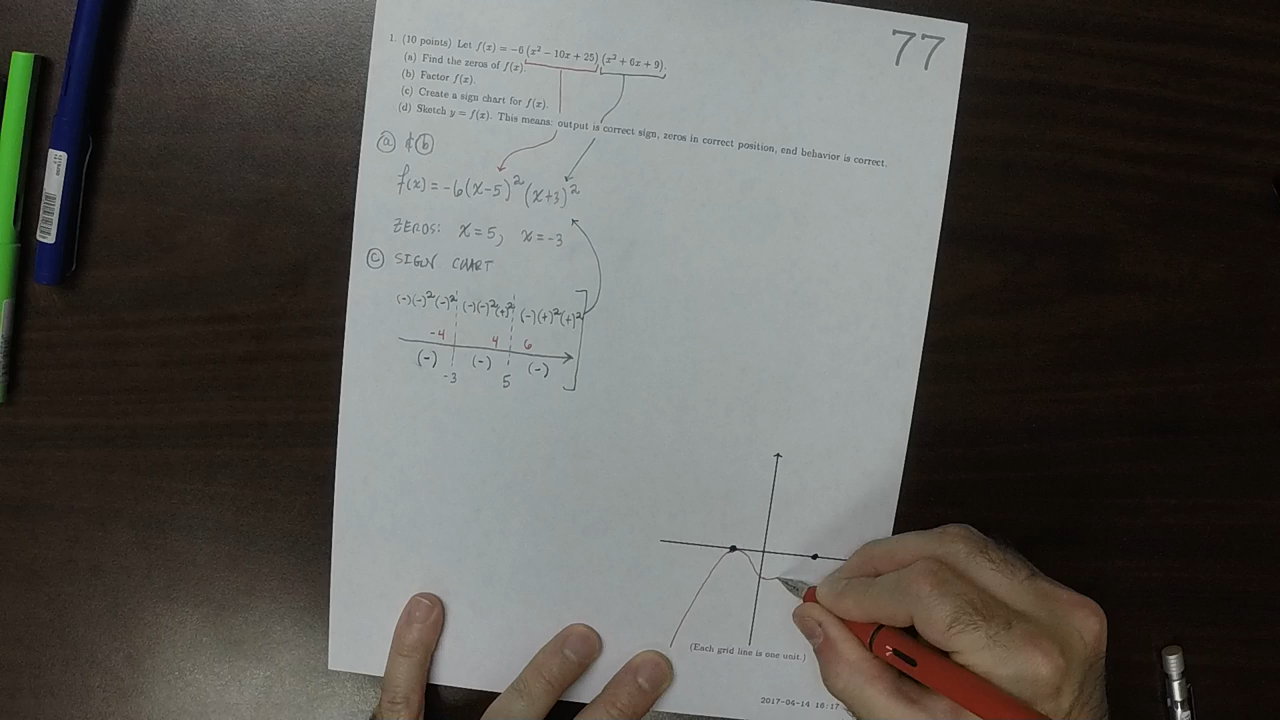 77
1. (10 points) Let f(x) = −6 (x² − 10x + 25) (x² + 6x + 9).
(a) Find the zeros of f(x).
(b) Factor f(x).
(c) Create a sign chart for f(x).
(d) Sketch y = f(x). This means: output is correct sign, zeros in correct position, end behavior is correct.
ⓐ & ⓑ
f(x) = -6(x-5)²(x+3)²
ZEROS: x=5, x=-3
ⓒ SIGN CHART
(-)(-)²(-)² (-)(-)²(+)² (-)(+)²(+)²
-4 4 6
(-) (-) (-)
-3 5
(Each grid line is one unit.)
2017-04-14 16:17